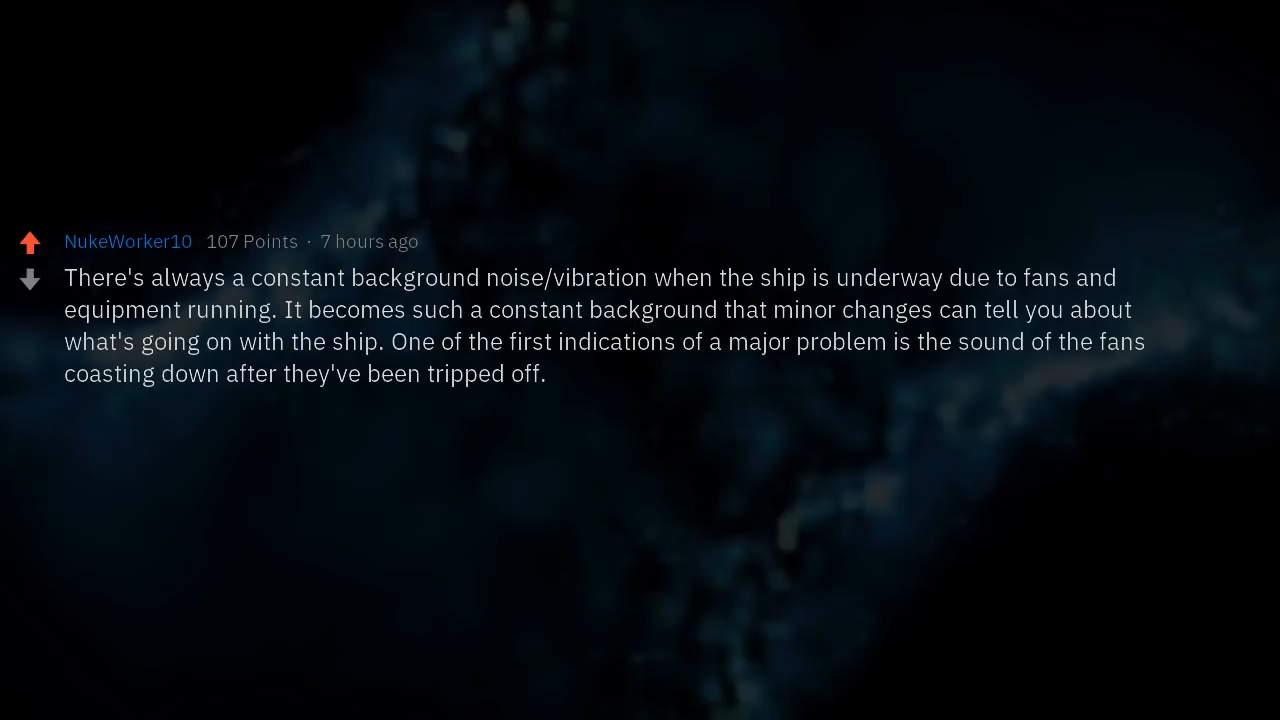 NukeWorker10 107 Points · 7 hours ago
There's always a constant background noise/vibration when the ship is underway due to fans and
equipment running. It becomes such a constant background that minor changes can tell you about
what's going on with the ship. One of the first indications of a major problem is the sound of the fans
coasting down after they've been tripped off.